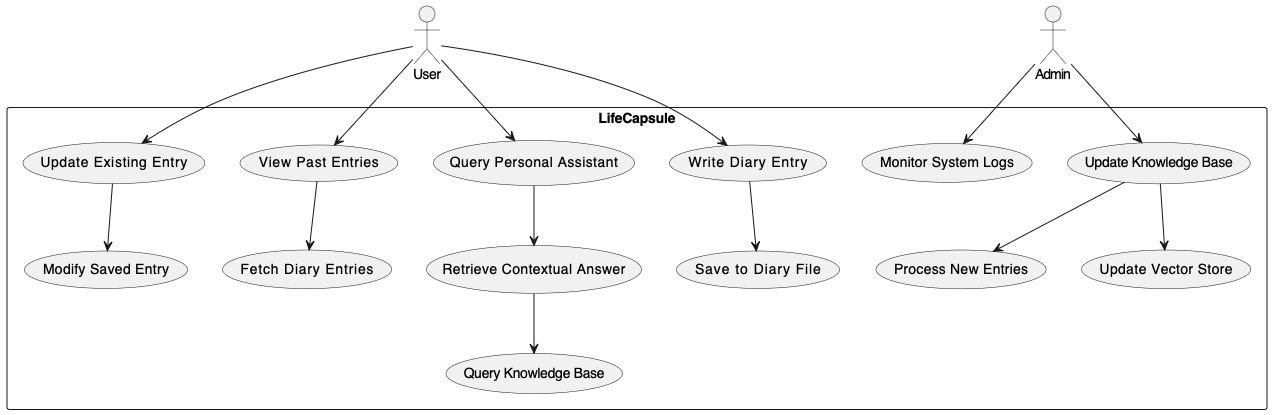 User
Admin
LifeCapsule
Update Existing Entry
View Past Entries
Query Personal Assistant
Write Diary Entry
Monitor System Logs
Update Knowledge Base
Modify Saved Entry
Fetch Diary Entries
Retrieve Contextual Answer
Save to Diary File
Process New Entries
Update Vector Store
Query Knowledge Base